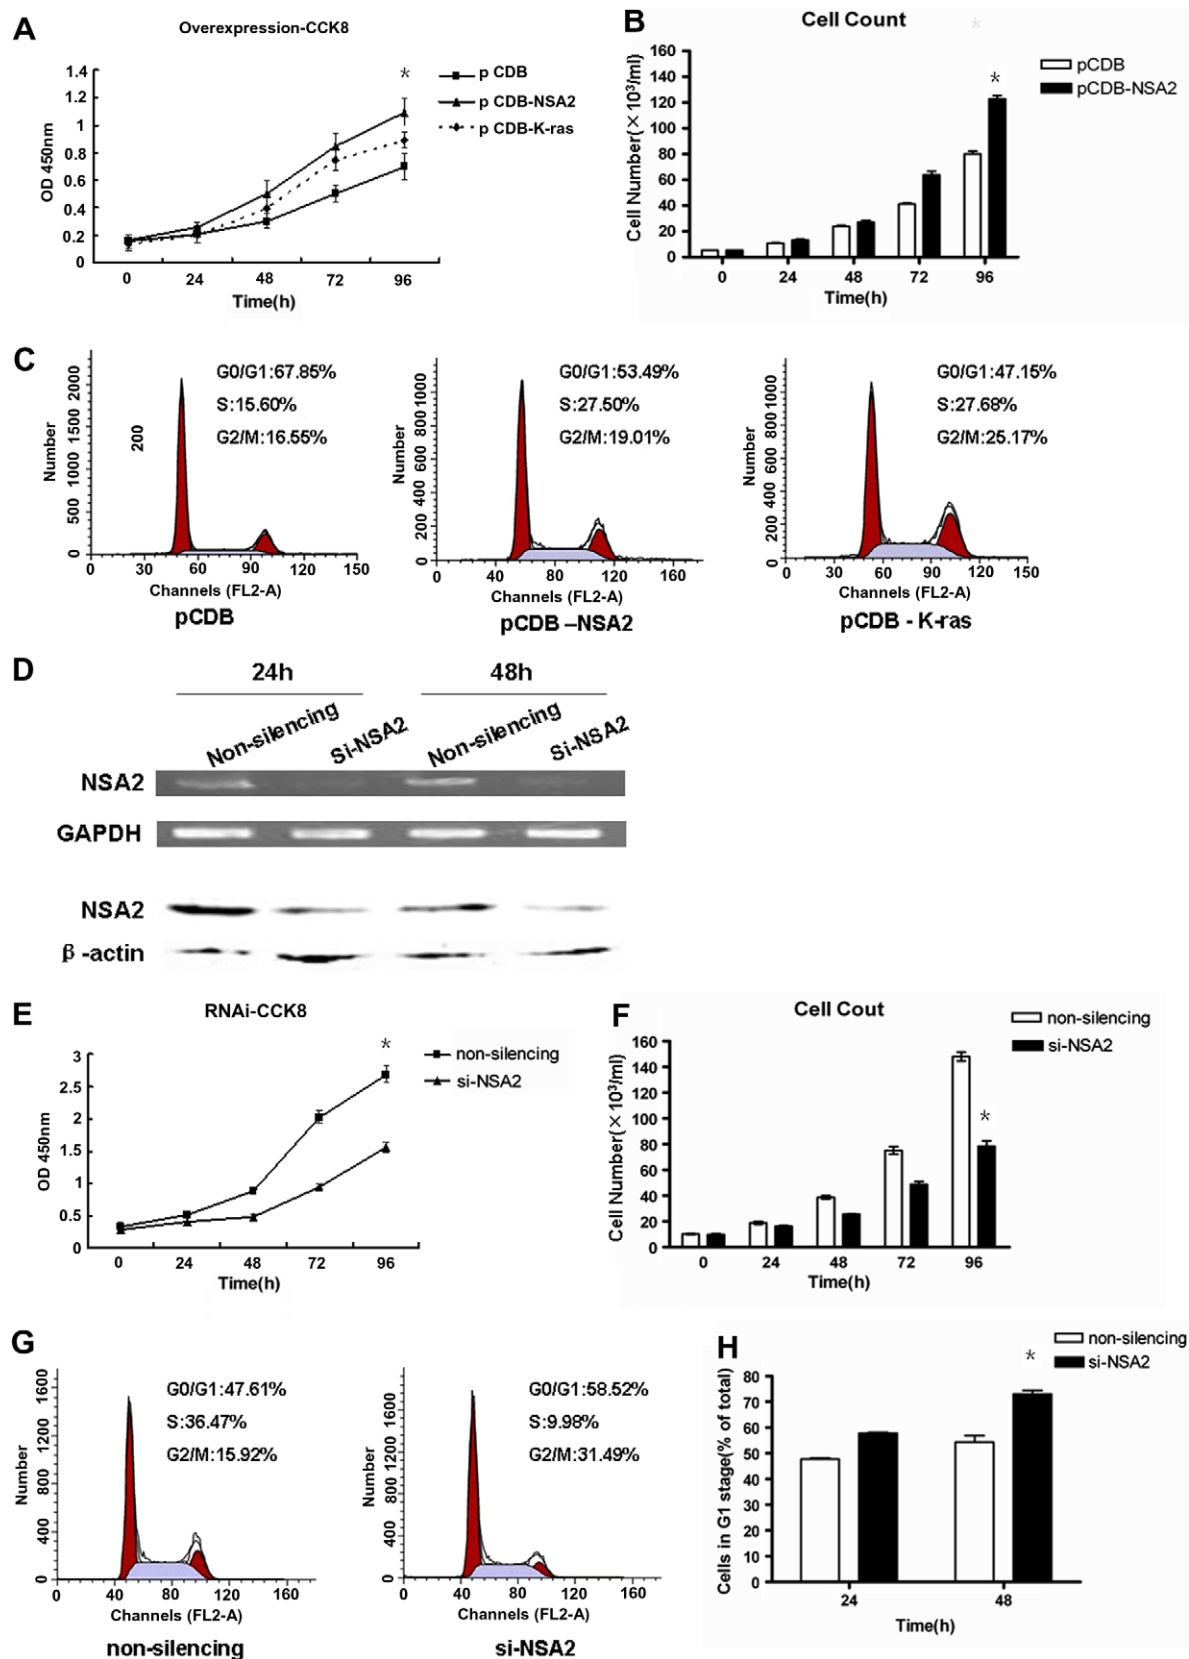 A
Overexpression-CCK8
OD 450nm
1.4
1.2
1
0.8
0.6
0.4
0.2
0
0 24 48 72 96
Time(h)
*
p CDB
p CDB-NSA2
p CDB-K-ras
B
Cell Count
*
Cell Number(×10³/ml)
160
140
120
100
80
60
40
20
0
0 24 48 72 96
Time(h)
*
pCDB
pCDB-NSA2
C
Number
2000
1500
1000
500
0
200
G0/G1:67.85%
S:15.60%
G2/M:16.55%
0 30 60 90 120 150
Channels (FL2-A)
pCDB
Number
1000
800
600
400
200
0
G0/G1:53.49%
S:27.50%
G2/M:19.01%
0 40 80 120 160
Channels (FL2-A)
pCDB –NSA2
Number
1000
800
600
400
200
0
G0/G1:47.15%
S:27.68%
G2/M:25.17%
0 30 60 90 120 150
Channels (FL2-A)
pCDB - K-ras
D
24h 48h
Non-silencing Si-NSA2 Non-silencing Si-NSA2
NSA2
GAPDH
NSA2
β -actin
E
RNAi-CCK8
OD 450nm
3
2.5
2
1.5
1
0.5
0
0 24 48 72 96
Time(h)
*
non-silencing
si-NSA2
F
Cell Cout
Cell Number(×10³/ml)
160
140
120
100
80
60
40
20
0
0 24 48 72 96
Time(h)
*
non-silencing
si-NSA2
G
Number
1600
1200
800
400
0
G0/G1:47.61%
S:36.47%
G2/M:15.92%
0 40 80 120 160
Channels (FL2-A)
non-silencing
Number
1600
1200
800
400
0
G0/G1:58.52%
S:9.98%
G2/M:31.49%
0 40 80 120 160
Channels (FL2-A)
si-NSA2
H
Cells in G1 stage(% of total)
80
70
60
50
40
30
20
10
0
24 48
Time(h)
*
non-silencing
si-NSA2